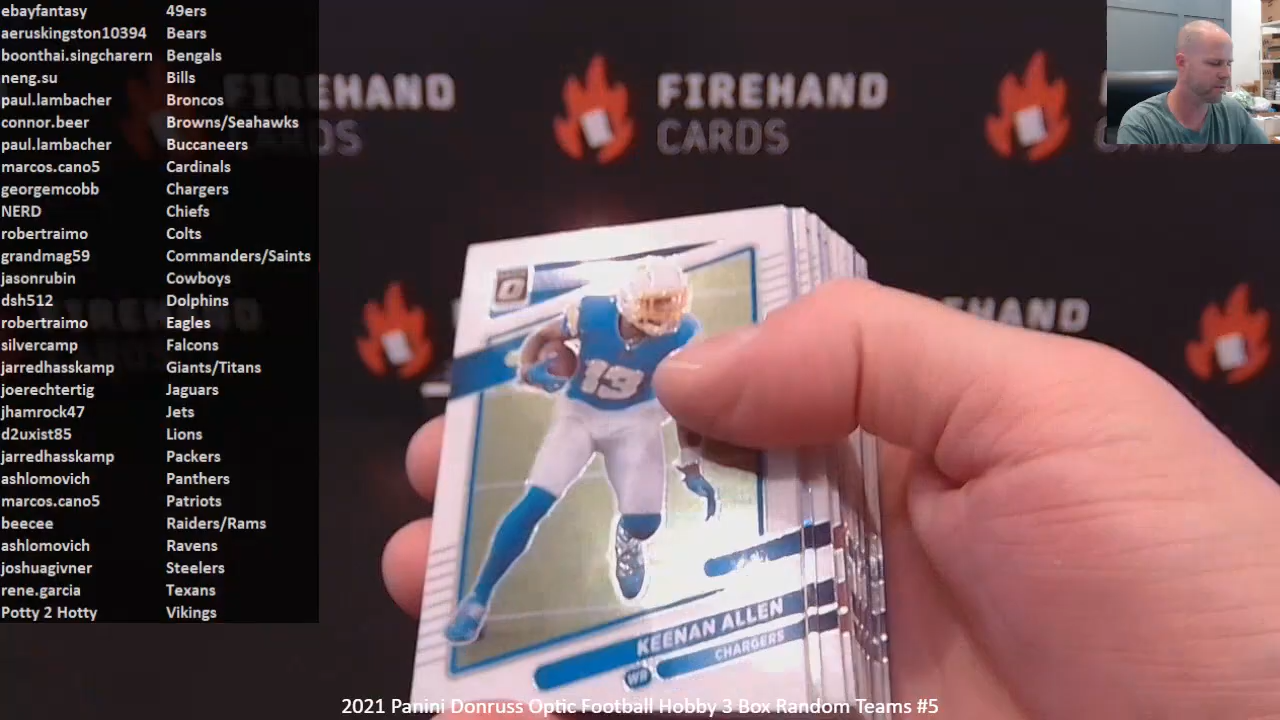 ebayfantasy 49ers
aeruskingston10394 Bears
boonthai.singcharern Bengals
neng.su Bills
paul.lambacher Broncos
connor.beer Browns/Seahawks
paul.lambacher Buccaneers
marcos.cano5 Cardinals
georgemcobb Chargers
NERD Chiefs
robertraimo Colts
grandmag59 Commanders/Saints
jasonrubin Cowboys
dsh512 Dolphins
robertraimo Eagles
silvercamp Falcons
jarredhasskamp Giants/Titans
joerechtertig Jaguars
jhamrock47 Jets
d2uxist85 Lions
jarredhasskamp Packers
ashlomovich Panthers
marcos.cano5 Patriots
beecee Raiders/Rams
ashlomovich Ravens
joshuagivner Steelers
rene.garcia Texans
Potty 2 Hotty Vikings
FIREHAND
CARDS
13
KEENAN ALLEN
CHARGERS
WR
2021 Panini Donruss Optic Football Hobby 3 Box Random Teams #5